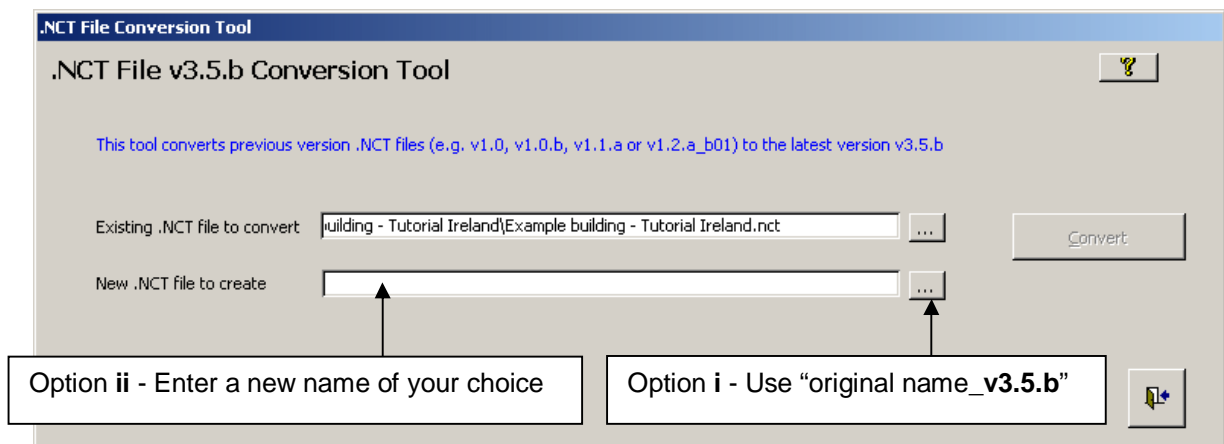 .NCT File Conversion Tool
.NCT File v3.5.b Conversion Tool
?
This tool converts previous version .NCT files (e.g. v1.0, v1.0.b, v1.1.a or v1.2.a_b01) to the latest version v3.5.b
Existing .NCT file to convert uilding - Tutorial Ireland\Example building - Tutorial Ireland.nct ... Convert
New .NCT file to create ...
Option ii - Enter a new name of your choice Option i - Use “original name_v3.5.b”